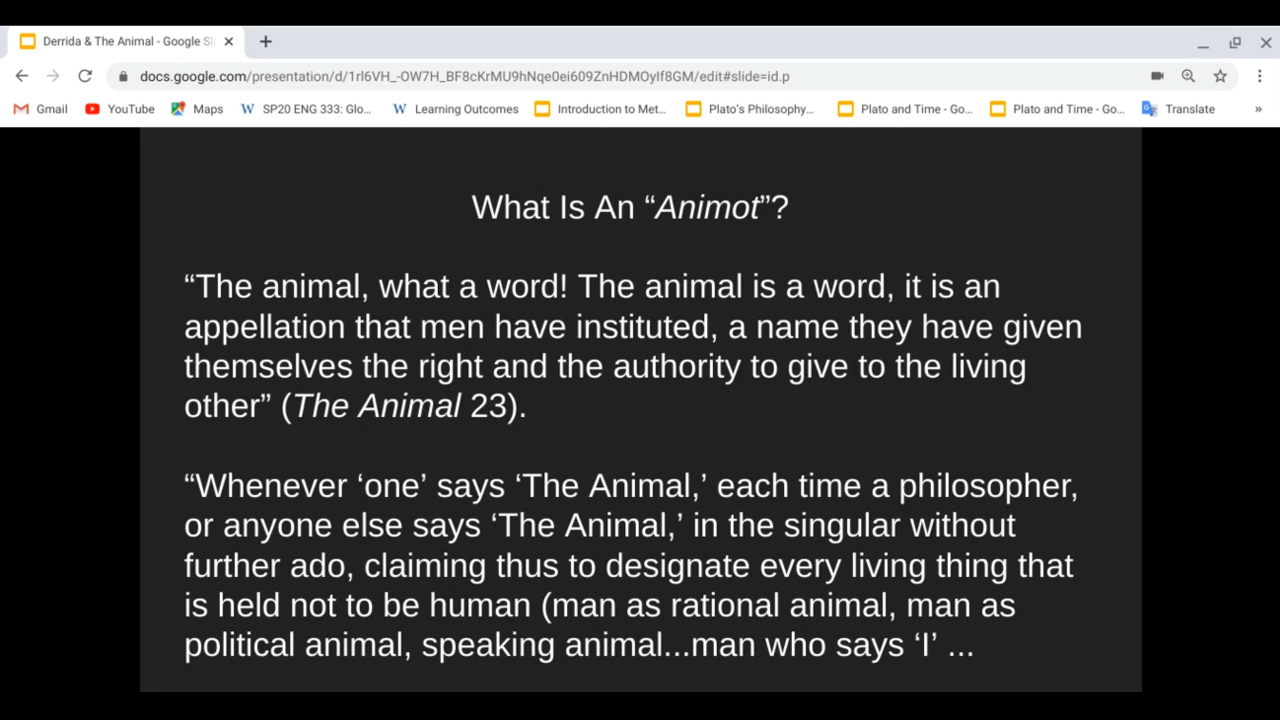 Derrida & The Animal - Google Sl
docs.google.com/presentation/d/1rl6VH_-OW7H_BF8cKrMU9hNqe0ei609ZnHDMOyIf8GM/edit#slide=id.p
Gmail YouTube Maps SP20 ENG 333: Glo... Learning Outcomes Introduction to Met... Plato's Philosophy... Plato and Time - Go... Plato and Time - Go... Translate »
What Is An “Animot”?
“The animal, what a word! The animal is a word, it is an
appellation that men have instituted, a name they have given
themselves the right and the authority to give to the living
other” (The Animal 23).
“Whenever ‘one’ says ‘The Animal,’ each time a philosopher,
or anyone else says ‘The Animal,’ in the singular without
further ado, claiming thus to designate every living thing that
is held not to be human (man as rational animal, man as
political animal, speaking animal...man who says ‘I’ ...